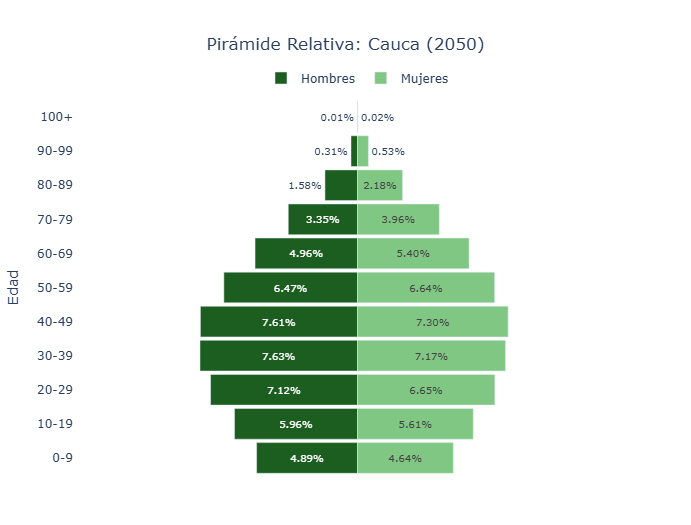 Pirámide Relativa: Cauca (2050)
Hombres Mujeres
100+ 0.01% 0.02%
90-99 0.31% 0.53%
80-89 1.58% 2.18%
70-79 3.35% 3.96%
60-69 4.96% 5.40%
50-59 6.47% 6.64%
40-49 7.61% 7.30%
30-39 7.63% 7.17%
20-29 7.12% 6.65%
10-19 5.96% 5.61%
0-9 4.89% 4.64%
Edad